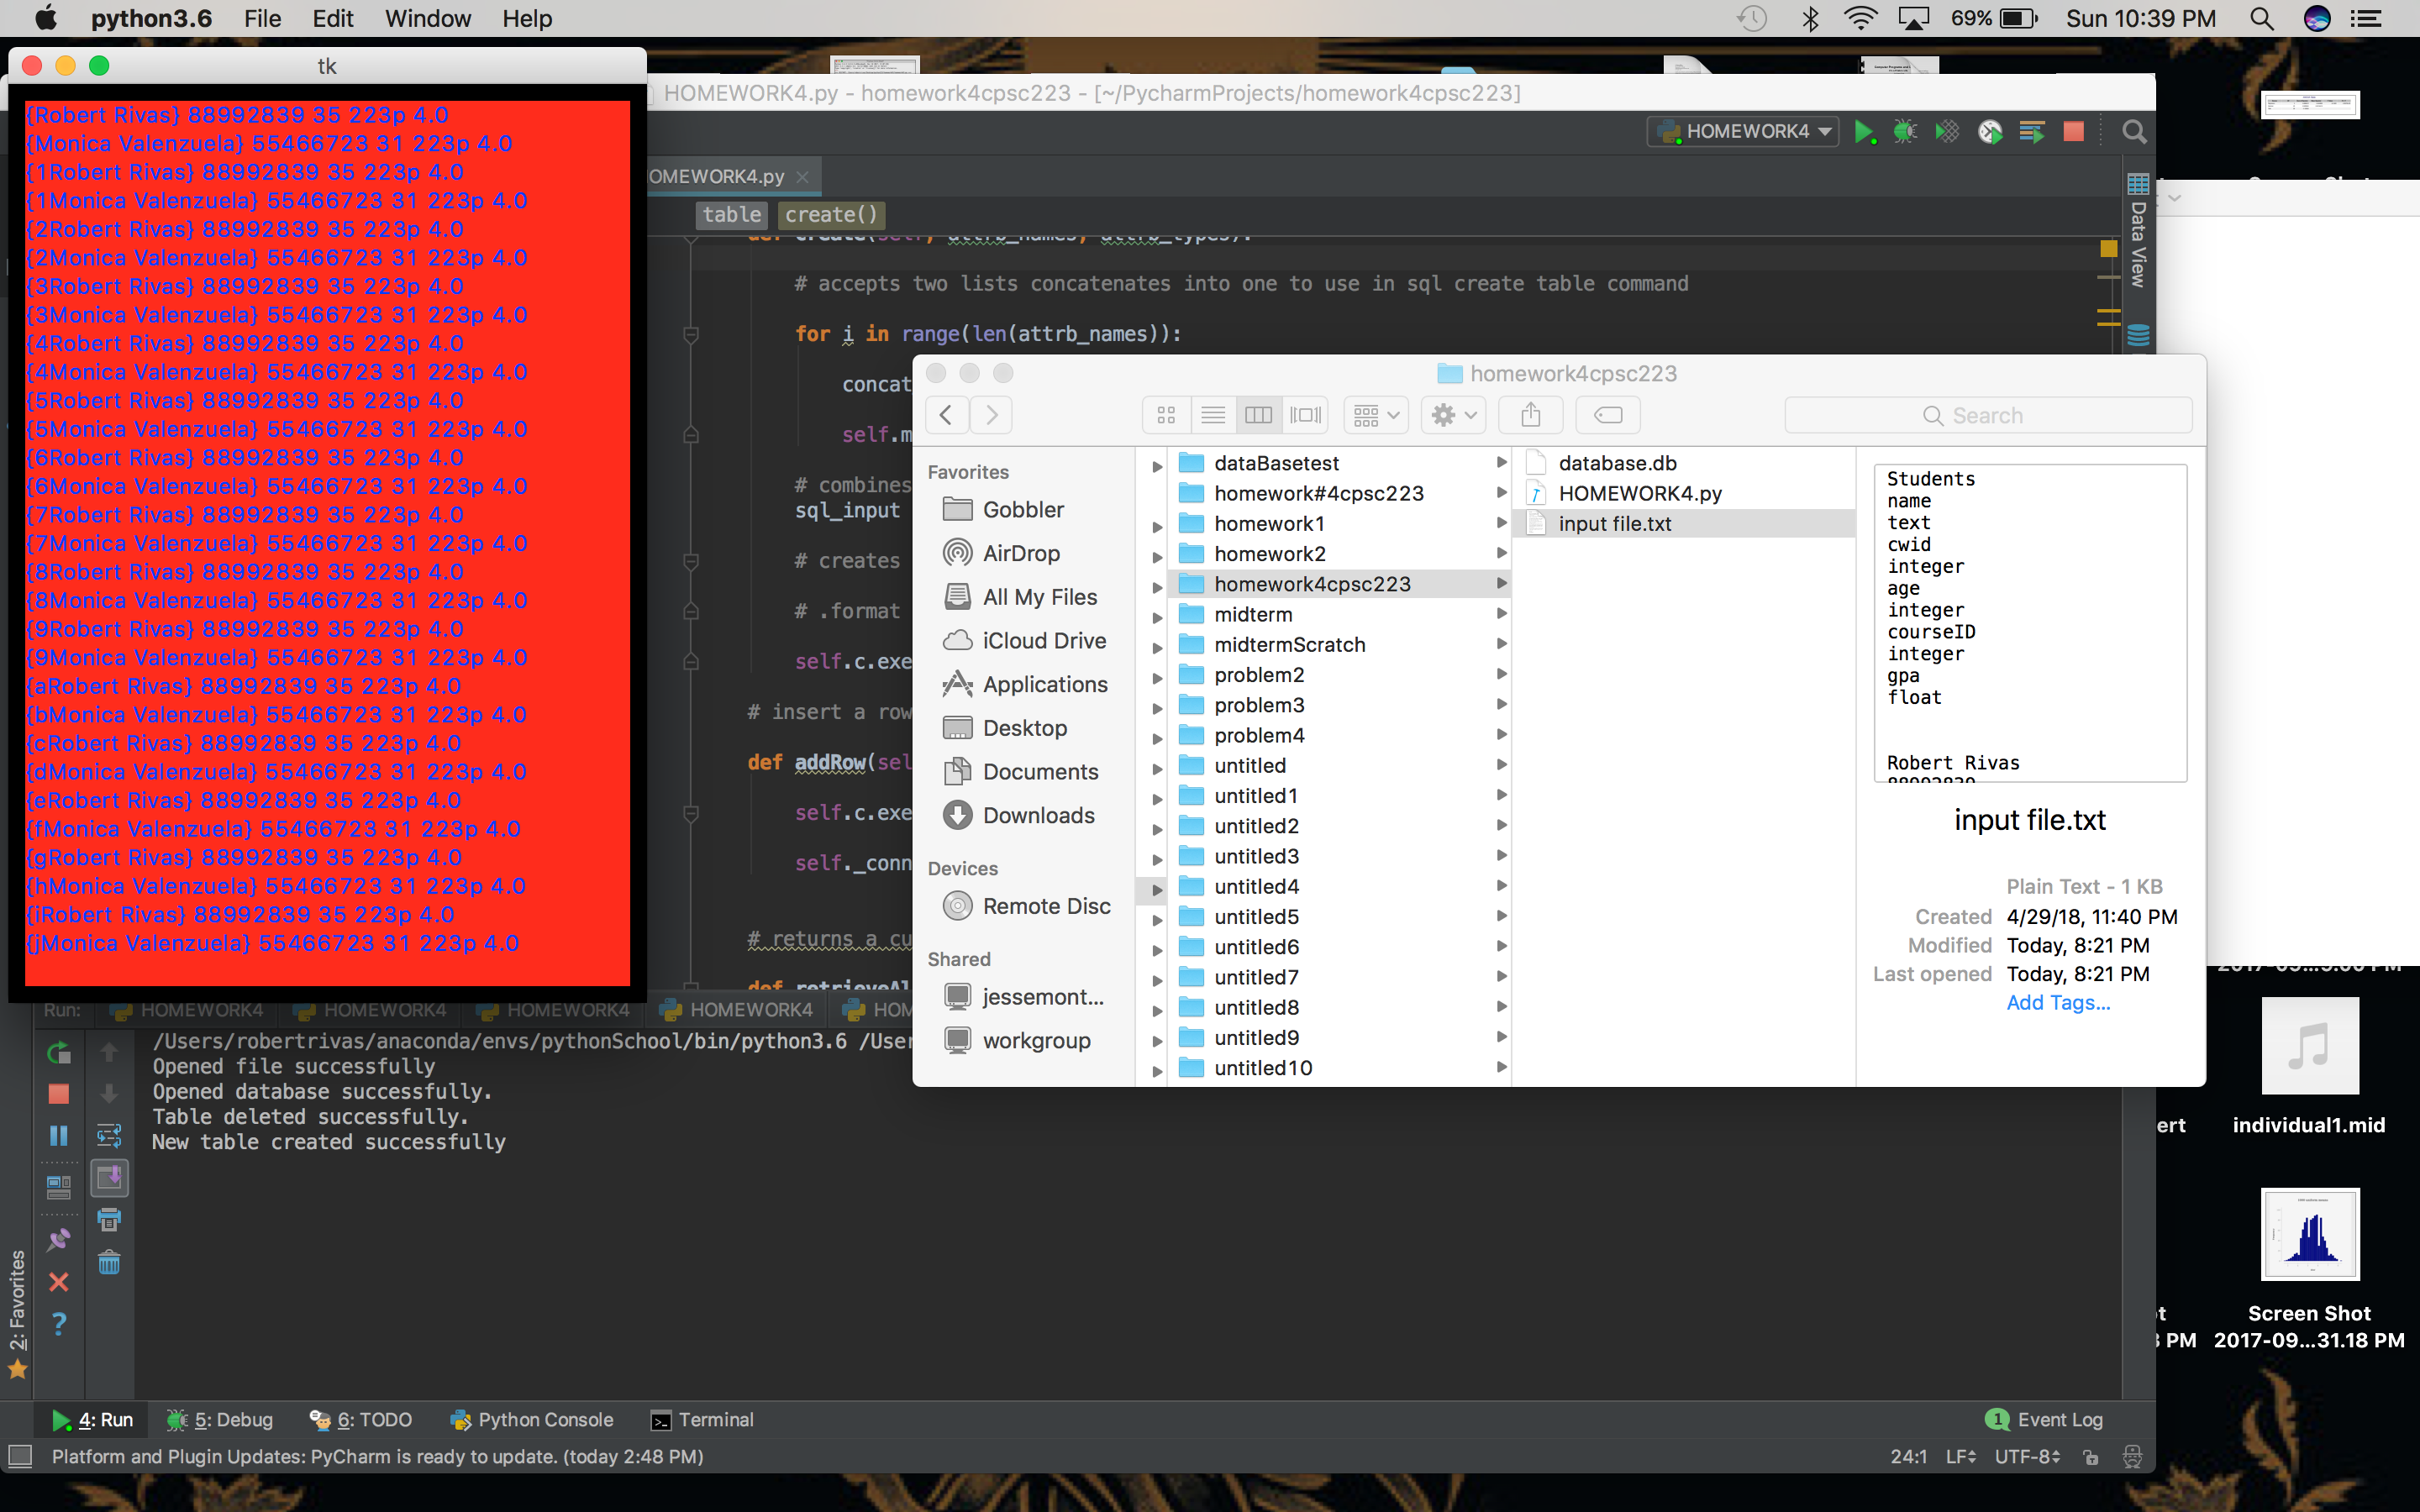 python3.6 File Edit Window Help 69% Sun 10:39 PM
tk
{Robert Rivas} 88992839 35 223p 4.0
{Monica Valenzuela} 55466723 31 223p 4.0
{1Robert Rivas} 88992839 35 223p 4.0
{1Monica Valenzuela} 55466723 31 223p 4.0
{2Robert Rivas} 88992839 35 223p 4.0
{2Monica Valenzuela} 55466723 31 223p 4.0
{3Robert Rivas} 88992839 35 223p 4.0
{3Monica Valenzuela} 55466723 31 223p 4.0
{4Robert Rivas} 88992839 35 223p 4.0
{4Monica Valenzuela} 55466723 31 223p 4.0
{5Robert Rivas} 88992839 35 223p 4.0
{5Monica Valenzuela} 55466723 31 223p 4.0
{6Robert Rivas} 88992839 35 223p 4.0
{6Monica Valenzuela} 55466723 31 223p 4.0
{7Robert Rivas} 88992839 35 223p 4.0
{7Monica Valenzuela} 55466723 31 223p 4.0
{8Robert Rivas} 88992839 35 223p 4.0
{8Monica Valenzuela} 55466723 31 223p 4.0
{9Robert Rivas} 88992839 35 223p 4.0
{9Monica Valenzuela} 55466723 31 223p 4.0
{aRobert Rivas} 88992839 35 223p 4.0
{bMonica Valenzuela} 55466723 31 223p 4.0
{cRobert Rivas} 88992839 35 223p 4.0
{dMonica Valenzuela} 55466723 31 223p 4.0
{eRobert Rivas} 88992839 35 223p 4.0
{fMonica Valenzuela} 55466723 31 223p 4.0
{gRobert Rivas} 88992839 35 223p 4.0
{hMonica Valenzuela} 55466723 31 223p 4.0
{iRobert Rivas} 88992839 35 223p 4.0
{jMonica Valenzuela} 55466723 31 223p 4.0
HOMEWORK4.py - homework4cpsc223 - [~/PycharmProjects/homework4cpsc223]
HOMEWORK4
OMEWORK4.py
table create()
def create(self, attrb_names, attrb_types):
# accepts two lists concatenates into one to use in sql create table command
for i in range(len(attrb_names)):
concat
self.m
# combines
sql_input
# creates
# .format
self.c.exe
# insert a row
def addRow(sel
self.c.exe
self._conn
# returns a cu
def retrieveAl
Data View
homework4cpsc223
Search
Favorites
Gobbler
AirDrop
All My Files
iCloud Drive
Applications
Desktop
Documents
Downloads
Devices
Remote Disc
Shared
jessemont...
workgroup
dataBasetest
homework#4cpsc223
homework1
homework2
homework4cpsc223
midterm
midtermScratch
problem2
problem3
problem4
untitled
untitled1
untitled2
untitled3
untitled4
untitled5
untitled6
untitled7
untitled8
untitled9
untitled10
database.db
HOMEWORK4.py
input file.txt
Students
name
text
cwid
integer
age
integer
courseID
integer
gpa
float
Robert Rivas
88992839
input file.txt
Plain Text - 1 KB
Created 4/29/18, 11:40 PM
Modified Today, 8:21 PM
Last opened Today, 8:21 PM
Add Tags...
Run: HOMEWORK4 HOMEWORK4 HOMEWORK4 HOMEWORK4 HOM
/Users/robertrivas/anaconda/envs/pythonSchool/bin/python3.6 /User
Opened file successfully
Opened database successfully.
Table deleted successfully.
New table created successfully
2: Favorites
4: Run 5: Debug 6: TODO Python Console Terminal 1 Event Log
Platform and Plugin Updates: PyCharm is ready to update. (today 2:48 PM) 24:1 LF UTF-8
ert
individual1.mid
Screen Shot
PM 2017-09...31.18 PM